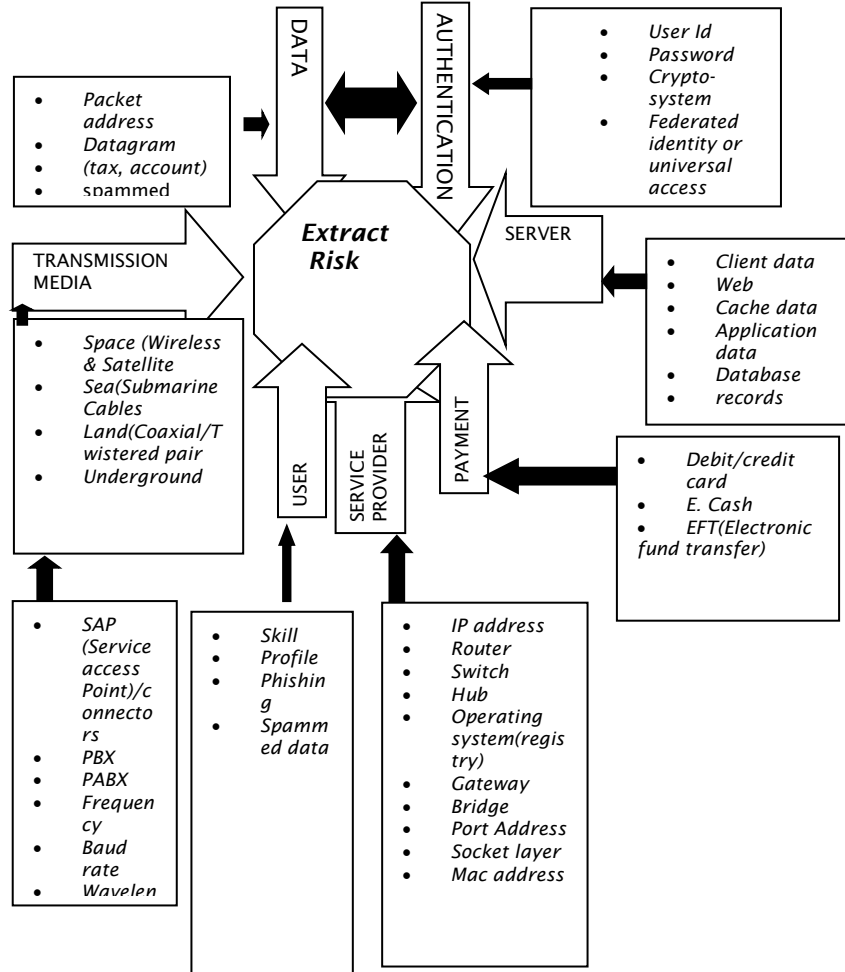 DATA
AUTHENTICATION
• User Id
• Password
• Crypto-
system
• Federated
identity or
universal
access
• Packet
address
• Datagram
• (tax, account)
• spammed
Extract
Risk
SERVER
TRANSMISSION
MEDIA
• Client data
• Web
• Cache data
• Application
data
• Database
• records
• Space (Wireless
& Satellite
• Sea(Submarine
Cables
• Land(Coaxial/T
wistered pair
• Underground
USER
SERVICE
PROVIDER
PAYMENT
• Debit/credit
card
• E. Cash
• EFT(Electronic
fund transfer)
• SAP
(Service
access
Point)/c
onnecto
rs
• PBX
• PABX
• Frequen
cy
• Baud
rate
• Wavelen
• Skill
• Profile
• Phishin
g
• Spamm
ed data
• IP address
• Router
• Switch
• Hub
• Operating
system(regis
try)
• Gateway
• Bridge
• Port Address
• Socket layer
• Mac address